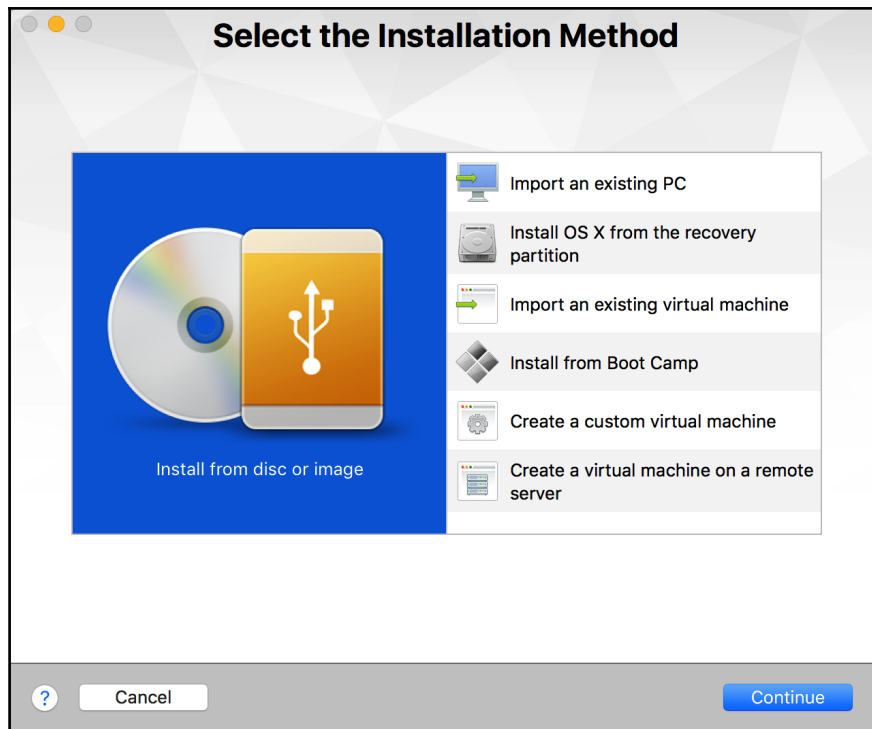 Select the Installation Method
Install from disc or image
Import an existing PC
Install OS X from the recovery
partition
Import an existing virtual machine
Install from Boot Camp
Create a custom virtual machine
Create a virtual machine on a remote
server
?
Cancel
Continue